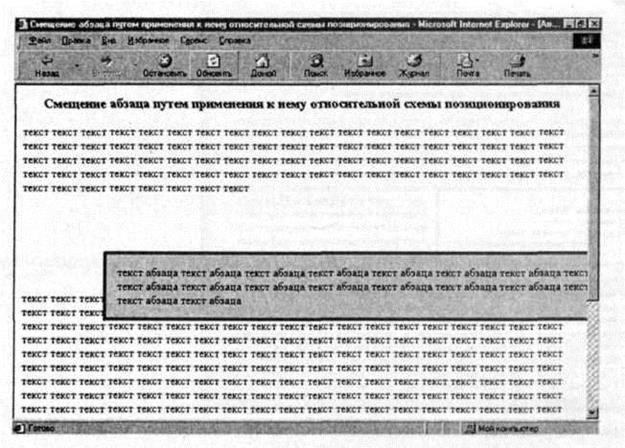 Смещение абзаца путем применения к нему относительной схемы позиционирования - Microsoft Internet Explorer - [Ав...
Файл Правка Вид Избранное Сервис Справка
Назад Остановить Обновить Домой Поиск Избранное Журнал Почта Печать
Смещение абзаца путем применения к нему относительной схемы позиционирования
текст текст текст текст текст текст текст текст текст текст текст текст текст текст текст текст текст текст текст
текст текст текст текст текст текст текст текст текст текст текст текст текст текст текст текст текст текст текст
текст текст текст текст текст текст текст текст текст текст текст текст текст текст текст текст текст текст текст
текст текст текст текст текст текст текст текст текст текст текст текст текст текст текст текст текст текст текст
текст текст текст текст текст текст текст текст
текст абзаца текст абзаца текст абзаца текст абзаца текст абзаца текст абзаца текст абзаца текст
текст абзаца текст абзаца текст абзаца текст абзаца текст абзаца текст абзаца текст абзаца текст
текст абзаца текст абзаца
текст текст текст
текст текст текст
текст текст текст текст текст текст текст текст текст текст текст текст текст текст текст текст текст текст текст
текст текст текст текст текст текст текст текст текст текст текст текст текст текст текст текст текст текст текст
текст текст текст текст текст текст текст текст текст текст текст текст текст текст текст текст текст текст текст
текст текст текст текст текст текст текст текст текст текст текст текст текст текст текст текст текст текст текст
текст текст текст текст текст текст текст текст текст текст текст текст текст текст текст текст текст текст текст
текст текст текст текст текст текст текст текст текст текст текст текст текст текст текст текст текст текст текст
текст текст текст текст текст текст текст текст текст текст текст текст текст текст текст текст текст текст текст
Готово Мой компьютер